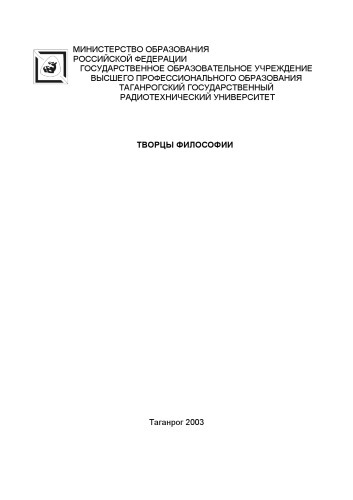 МИНИСТЕРСТВО ОБРАЗОВАНИЯ
РОССИЙСКОЙ ФЕДЕРАЦИИ
ГОСУДАРСТВЕННОЕ ОБРАЗОВАТЕЛЬНОЕ УЧРЕЖДЕНИЕ
ВЫСШЕГО ПРОФЕССИОНАЛЬНОГО ОБРАЗОВАНИЯ
ТАГАНРОГСКИЙ ГОСУДАРСТВЕННЫЙ
РАДИОТЕХНИЧЕСКИЙ УНИВЕРСИТЕТ
ТВОРЦЫ ФИЛОСОФИИ
Таганрог 2003